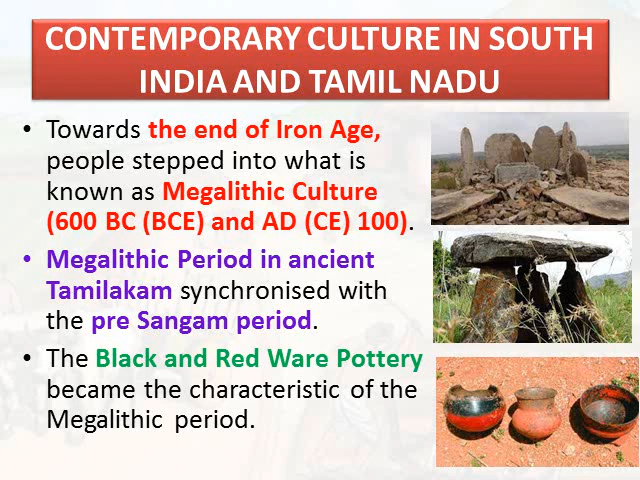 CONTEMPORARY CULTURE IN SOUTH
INDIA AND TAMIL NADU
• Towards the end of Iron Age,
people stepped into what is
known as Megalithic Culture
(600 BC (BCE) and AD (CE) 100).
• Megalithic Period in ancient
Tamilakam synchronised with
the pre Sangam period.
• The Black and Red Ware Pottery
became the characteristic of the
Megalithic period.